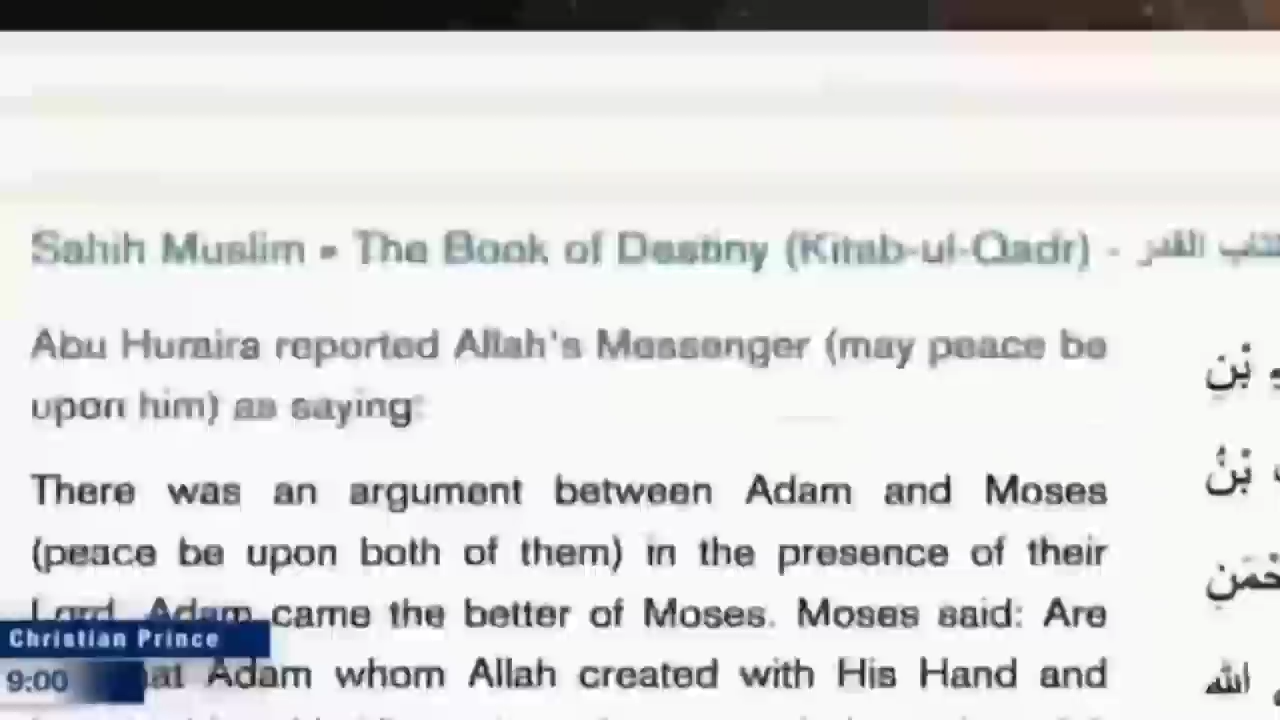 Sahih Muslim - The Book of Destiny (Kitab-ul-Qadr) - كتاب القدر
Abu Huraira reported Allah's Messenger (may peace be
upon him) as saying:
There was an argument between Adam and Moses
(peace be upon both of them) in the presence of their
Lord. Adam came the better of Moses. Moses said: Are
at Adam whom Allah created with His Hand and
بْنِ
بْنُ
الله
Christian Prince
9:00